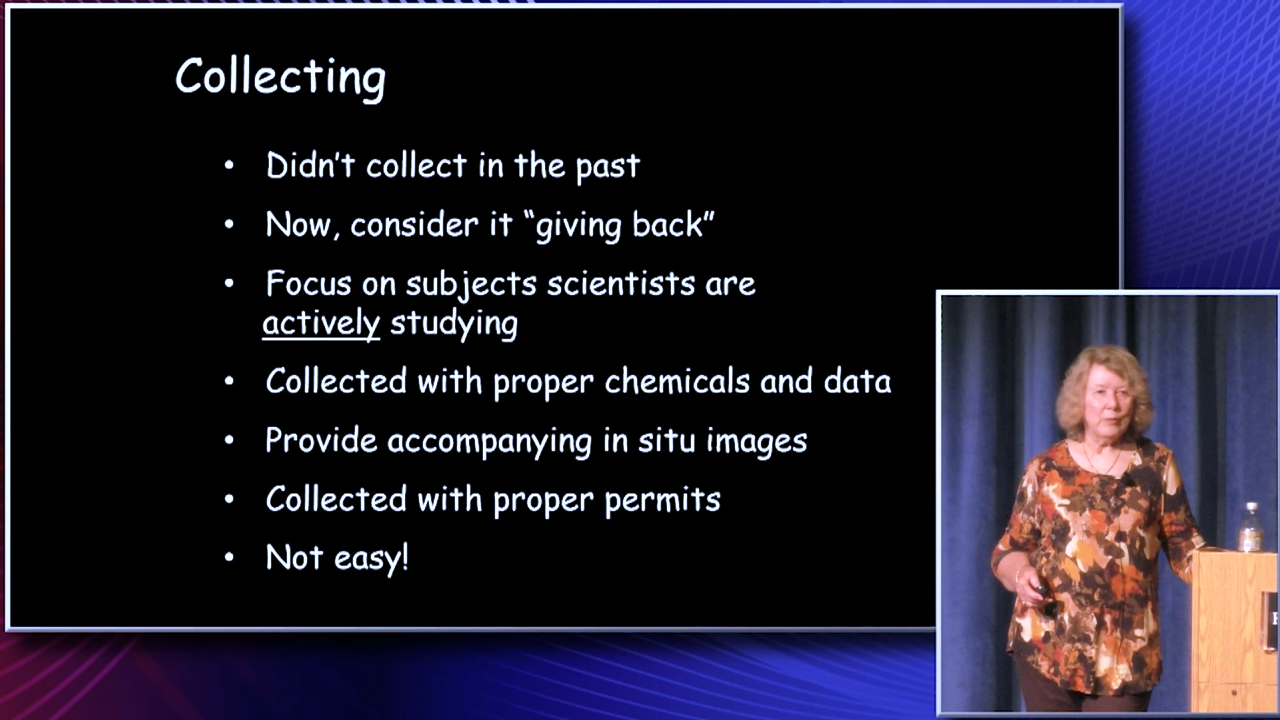 Collecting
• Didn't collect in the past
• Now, consider it “giving back”
• Focus on subjects scientists are
actively studying
• Collected with proper chemicals and data
• Provide accompanying in situ images
• Collected with proper permits
• Not easy!